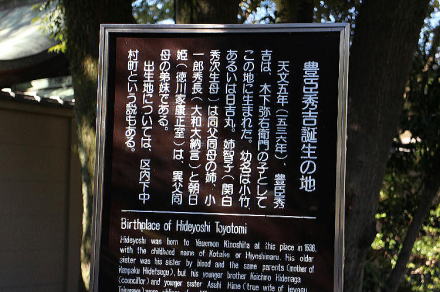 豊臣秀吉誕生の地
天文五年（一五三六年）、豊臣秀
吉は、木下弥右衛門の子として
この地に生まれた。幼名は小竹、
あるいは日吉丸。姉智子（関白
秀次生母）は同父同母の姉、小
一郎秀長（大和大納言）と朝日
姫（徳川家康正室）は、異父同
母の弟妹である。
出生地については、区内下中
村町という説もある。
Birthplace of Hideyoshi Toyotomi
Hideyoshi was born to Yauemon Kinoshita at this place in 1536,
with the childhood name of Kotake or Hiyoshimaru. His older
sister was his sister by blood and the same parents (mother of
Kanpaku Hidetsugu), but his younger brother Koichiro Hidenaga
(councillor) and younger sister Asahi Hime (true wife of Ieyasu